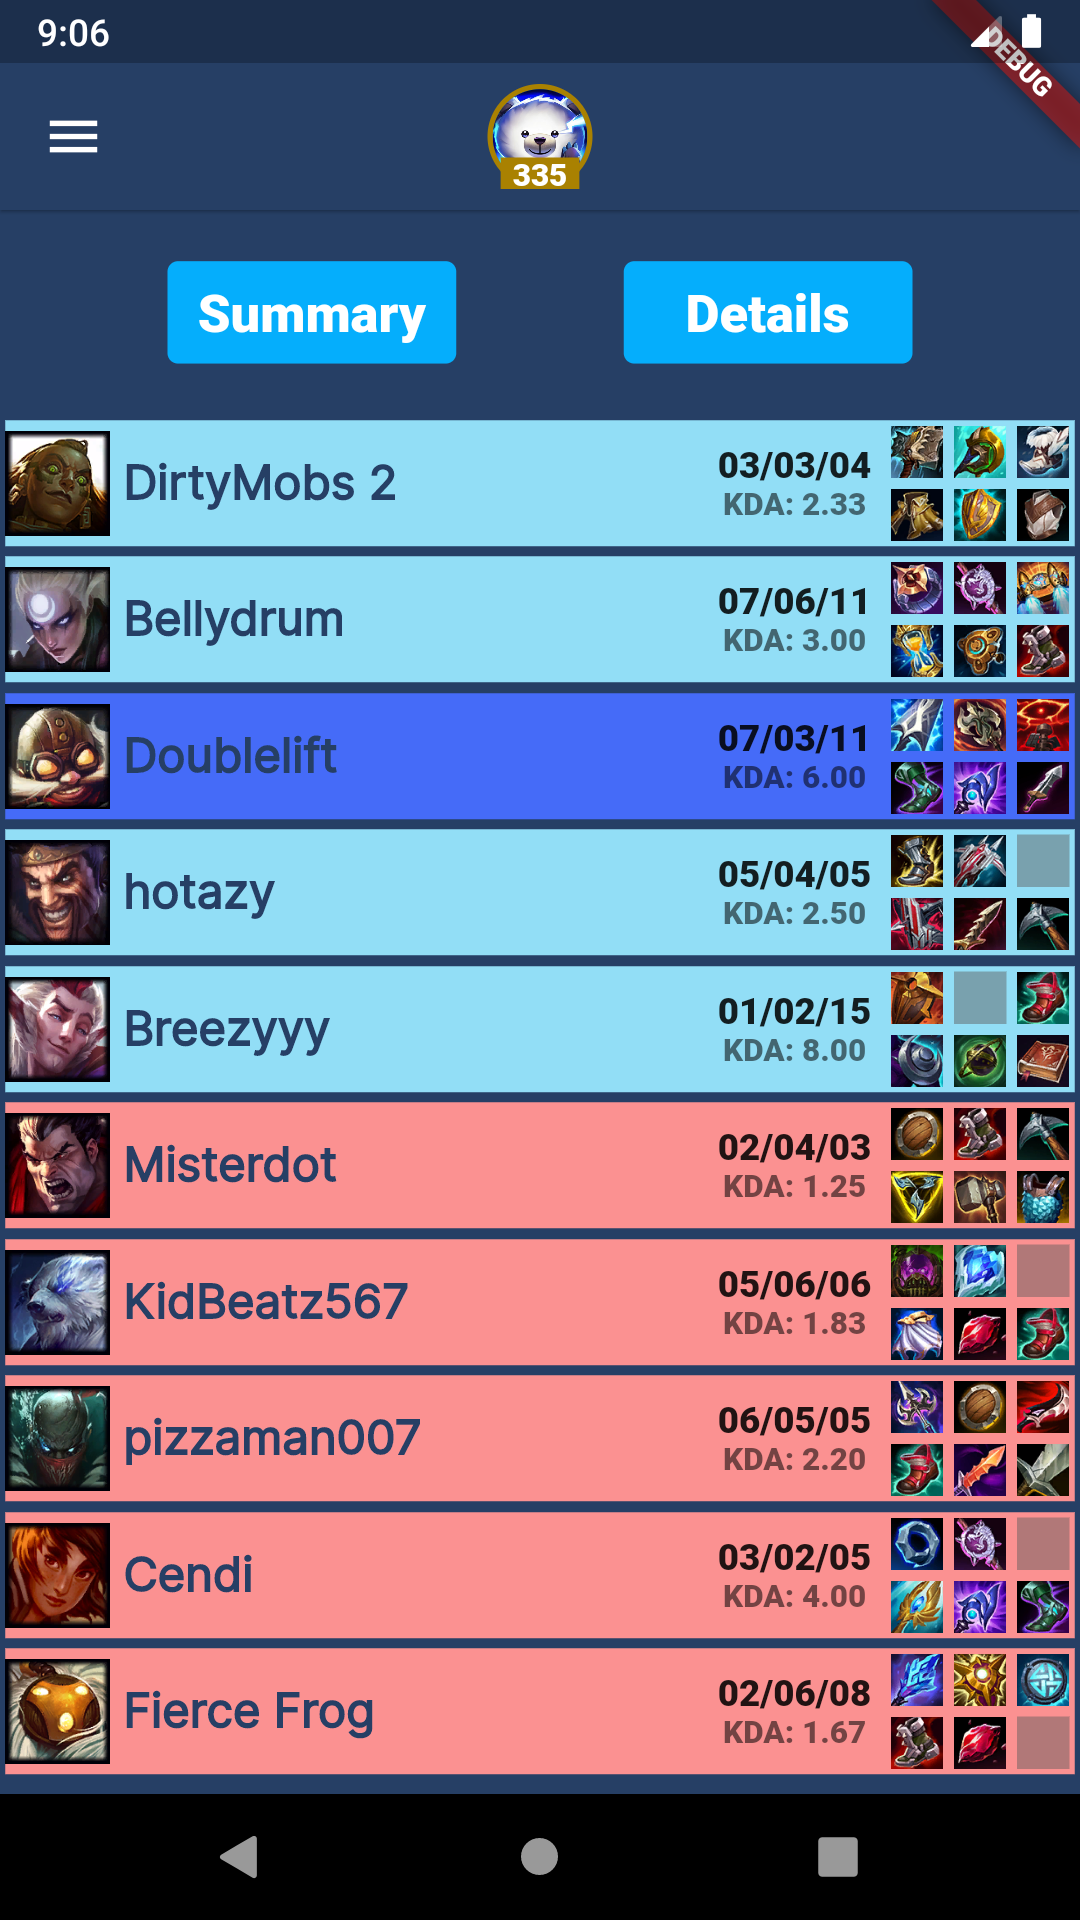 9:06
DEBUG
335
Summary
Details
DirtyMobs 2
03/03/04
KDA: 2.33
Bellydrum
07/06/11
KDA: 3.00
Doublelift
07/03/11
KDA: 6.00
hotazy
05/04/05
KDA: 2.50
Breezyyy
01/02/15
KDA: 8.00
Misterdot
02/04/03
KDA: 1.25
KidBeatz567
05/06/06
KDA: 1.83
pizzaman007
06/05/05
KDA: 2.20
Cendi
03/02/05
KDA: 4.00
Fierce Frog
02/06/08
KDA: 1.67